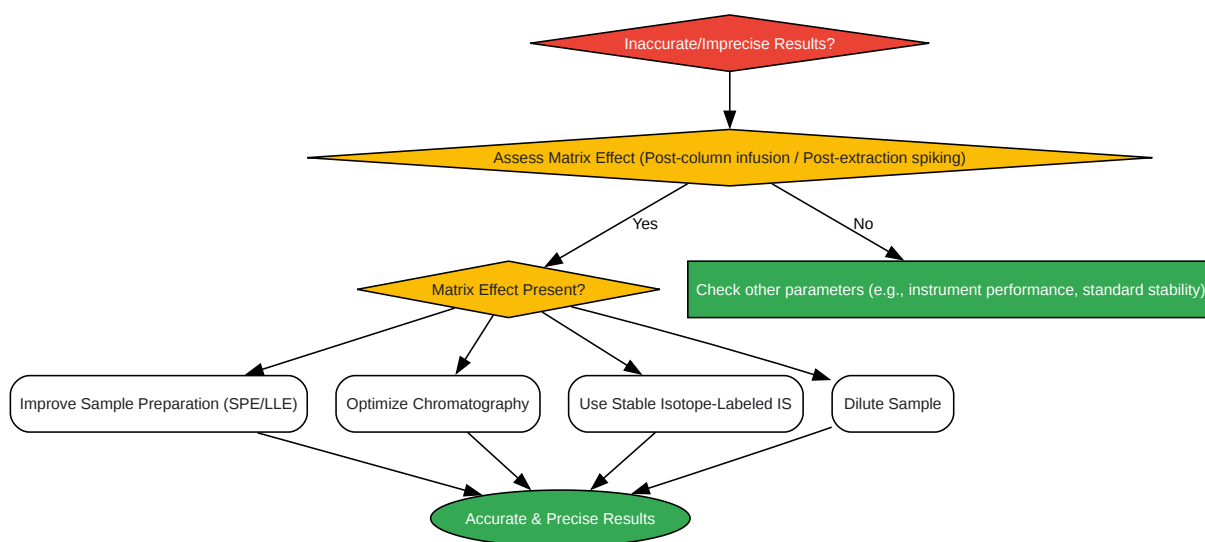 Inaccurate/Imprecise Results?
Assess Matrix Effect (Post-column infusion / Post-extraction spiking)
Yes
No
Matrix Effect Present?
Check other parameters (e.g., instrument performance, standard stability)
Improve Sample Preparation (SPE/LLE)
Optimize Chromatography
Use Stable Isotope-Labeled IS
Dilute Sample
Accurate & Precise Results